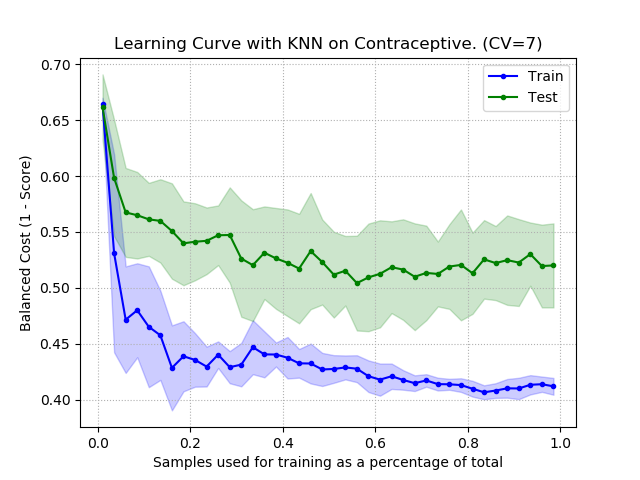 Learning Curve with KNN on Contraceptive. (CV=7)
Train
Test
Balanced Cost (1 - Score)
0.70
0.65
0.60
0.55
0.50
0.45
0.40
0.0 0.2 0.4 0.6 0.8 1.0
Samples used for training as a percentage of total